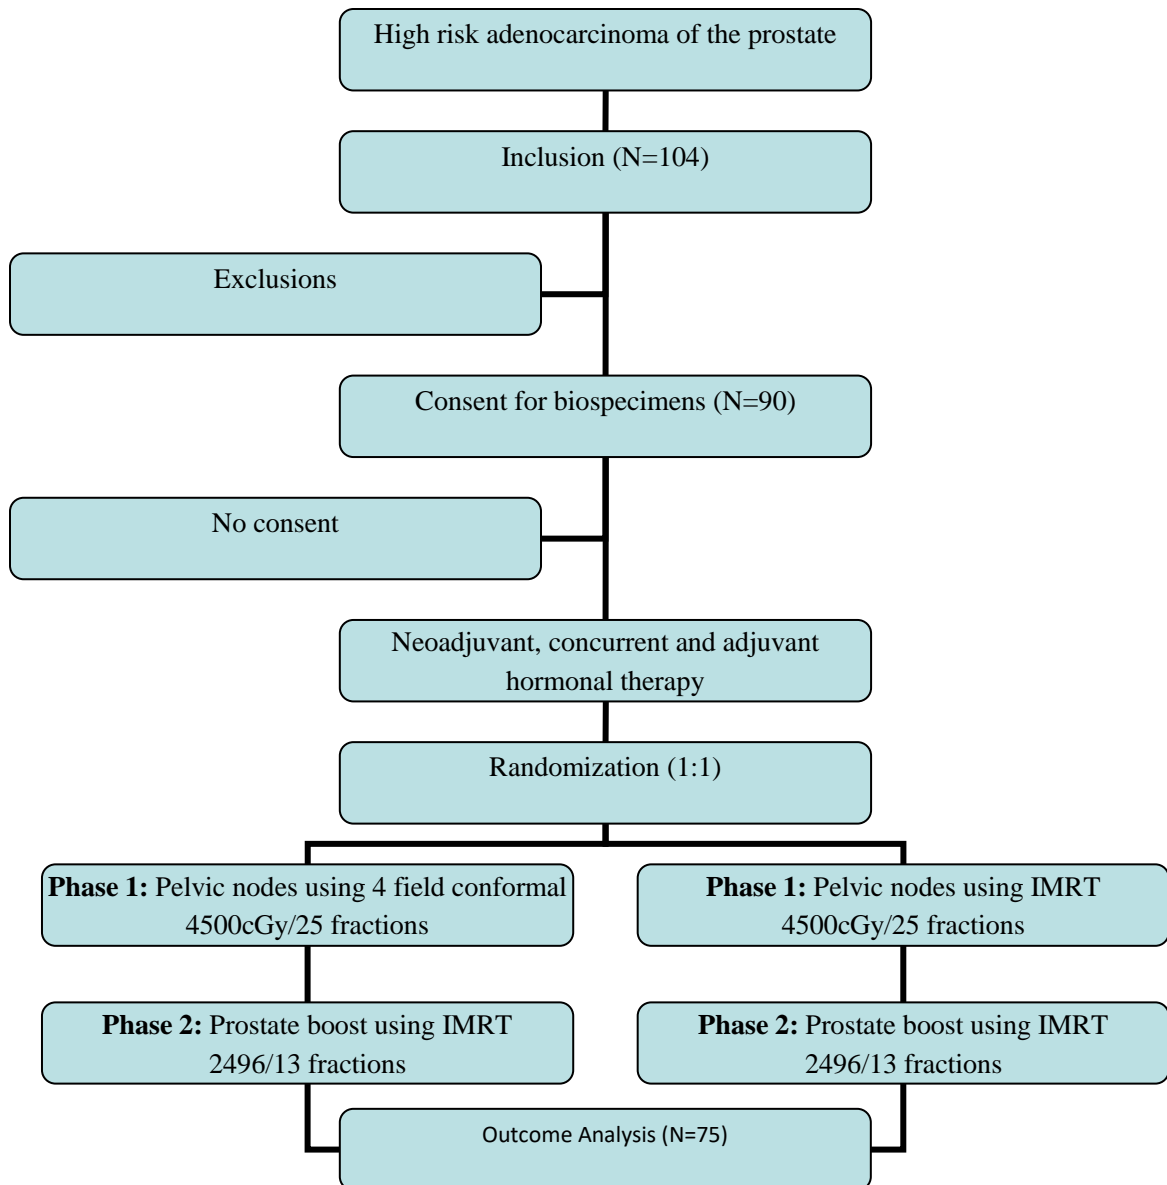 High risk adenocarcinoma of the prostate
Inclusion (N=104)
Exclusions
Consent for biospecimens (N=90)
No consent
Neoadjuvant, concurrent and adjuvant
hormonal therapy
Randomization (1:1)
Phase 1: Pelvic nodes using 4 field conformal
4500cGy/25 fractions
Phase 1: Pelvic nodes using IMRT
4500cGy/25 fractions
Phase 2: Prostate boost using IMRT
2496/13 fractions
Phase 2: Prostate boost using IMRT
2496/13 fractions
Outcome Analysis (N=75)